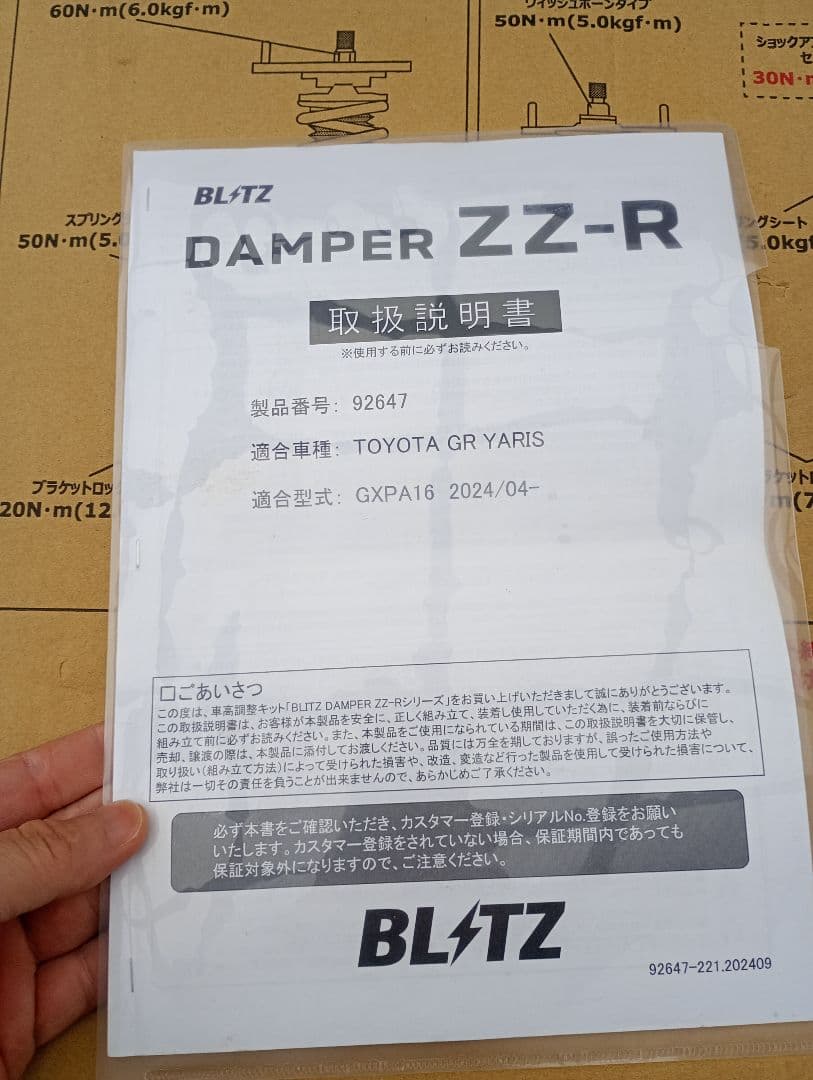 60N・m(6.0kgf・m)
ウィッシュボーンタイプ
50N・m(5.0kgf・m)
30N・m
スプリング
50N・m(5.0
5.0kgf
ブラケットロッ
20N・m(12
BLITZ
DAMPER ZZ-R
取扱説明書
※使用する前に必ずお読みください。
製品番号: 92647
適合車種: TOYOTA GR YARIS
適合型式: GXPA16 2024/04-
□ごあいさつ
この度は、車高調整キット「BLITZ DAMPER ZZ-Rシリーズ」をお買い上げいただきまして誠にありがとうございます。
この取扱説明書は、お客様が本製品を安全に、正しく組み立て、装着し使用していただく為に、装着前ならびに
組み立て前に必ずお読みください。また、本製品をご使用になられている期間は、この取扱説明書を大切に保管し、
売却、譲渡の際は、本製品に添付してお渡しください。品質には万全を期しておりますが、誤ったご使用方法や
取り扱い(組み立て方法)によって受けられた損害や、改造、変造など行った製品を使用して受けられた損害について、
弊社は一切その責任を負うことが出来ませんので、あらかじめご了承ください。
必ず本書をご確認いただき、カスタマー登録・シリアルNo.登録をお願い
いたします。カスタマー登録をされていない場合、保証期間内であっても
保証対象外になりますので、ご注意ください。
BLITZ
92647-221.202409